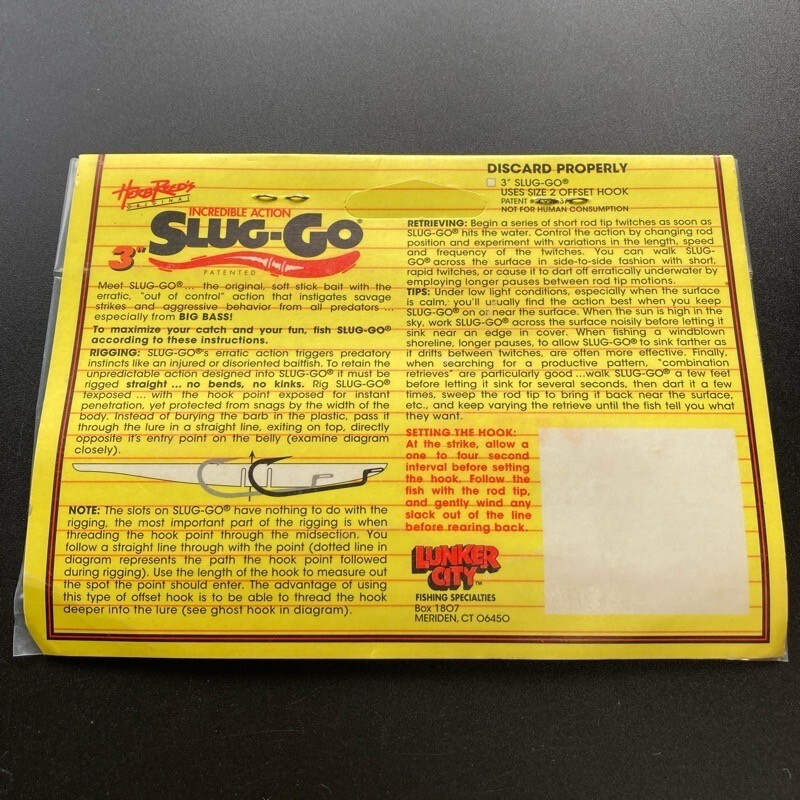 HERB REED'S
ORIGINAL
INCREDIBLE ACTION
3" SLUG-GO®
PATENTED
Meet SLUG-GO®... the original, soft stick bait with the
erratic, "out of control" action that instigates savage
strikes and aggressive behavior from all predators ...
especially from BIG BASS!
To maximize your catch and your fun, fish SLUG-GO®
according to these instructions.
RIGGING: SLUG-GO®'s erratic action triggers predatory
instincts like an injured or disoriented baitfish. To retain the
unpredictable action designed into SLUG-GO® it must be
rigged straight ... no bends, no kinks. Rig SLUG-GO®
texposed ... with the hook point exposed for instant
penetration, yet protected from snags by the width of the
body. Instead of burying the barb in the plastic, pass it
through the lure in a straight line, exiting on top, directly
opposite it's entry point on the belly (examine diagram
closely).
NOTE: The slots on SLUG-GO® have nothing to do with the
rigging, the most important part of the rigging is when
threading the hook point through the midsection. You
follow a straight line through with the point (dotted line in
diagram represents the path the hook point followed
during rigging). Use the length of the hook to measure out
the spot the point should enter. The advantage of using
this type of offset hook is to be able to thread the hook
deeper into the lure (see ghost hook in diagram).
DISCARD PROPERLY
3" SLUG-GO®
USES SIZE 2 OFFSET HOOK
PATENT
NOT FOR HUMAN CONSUMPTION
RETRIEVING: Begin a series of short rod tip twitches as soon as
SLUG-GO® hits the water. Control the action by changing rod
position and experiment with variations in the length, speed
and frequency of the twitches. You can walk SLUG-
GO® across the surface in side-to-side fashion with short,
rapid twitches, or cause it to dart off erratically underwater by
employing longer pauses between rod tip motions.
TIPS: Under low light conditions, especially when the surface
is calm, you'll usually find the action best when you keep
SLUG-GO® on or near the surface. When the sun is high in the
sky, work SLUG-GO® across the surface noisily before letting it
sink near an edge in cover. When fishing a windblown
shoreline, longer pauses, to allow SLUG-GO® to sink farther as
it drifts between twitches, are often more effective. Finally,
when searching for a productive pattern, "combination
retrieves" are particularly good ...walk SLUG-GO® a few feet
before letting it sink for several seconds, then dart it a few
times, sweep the rod tip to bring it back near the surface,
etc., and keep varying the retrieve until the fish tell you what
they want.
SETTING THE HOOK:
At the strike, allow a
one to four second
interval before setting
the hook. Follow the
fish with the rod tip,
and gently wind any
slack out of the line
before rearing back.
LUNKER
CITY™
FISHING SPECIALTIES
Box 1807
MERIDEN, CT 06450